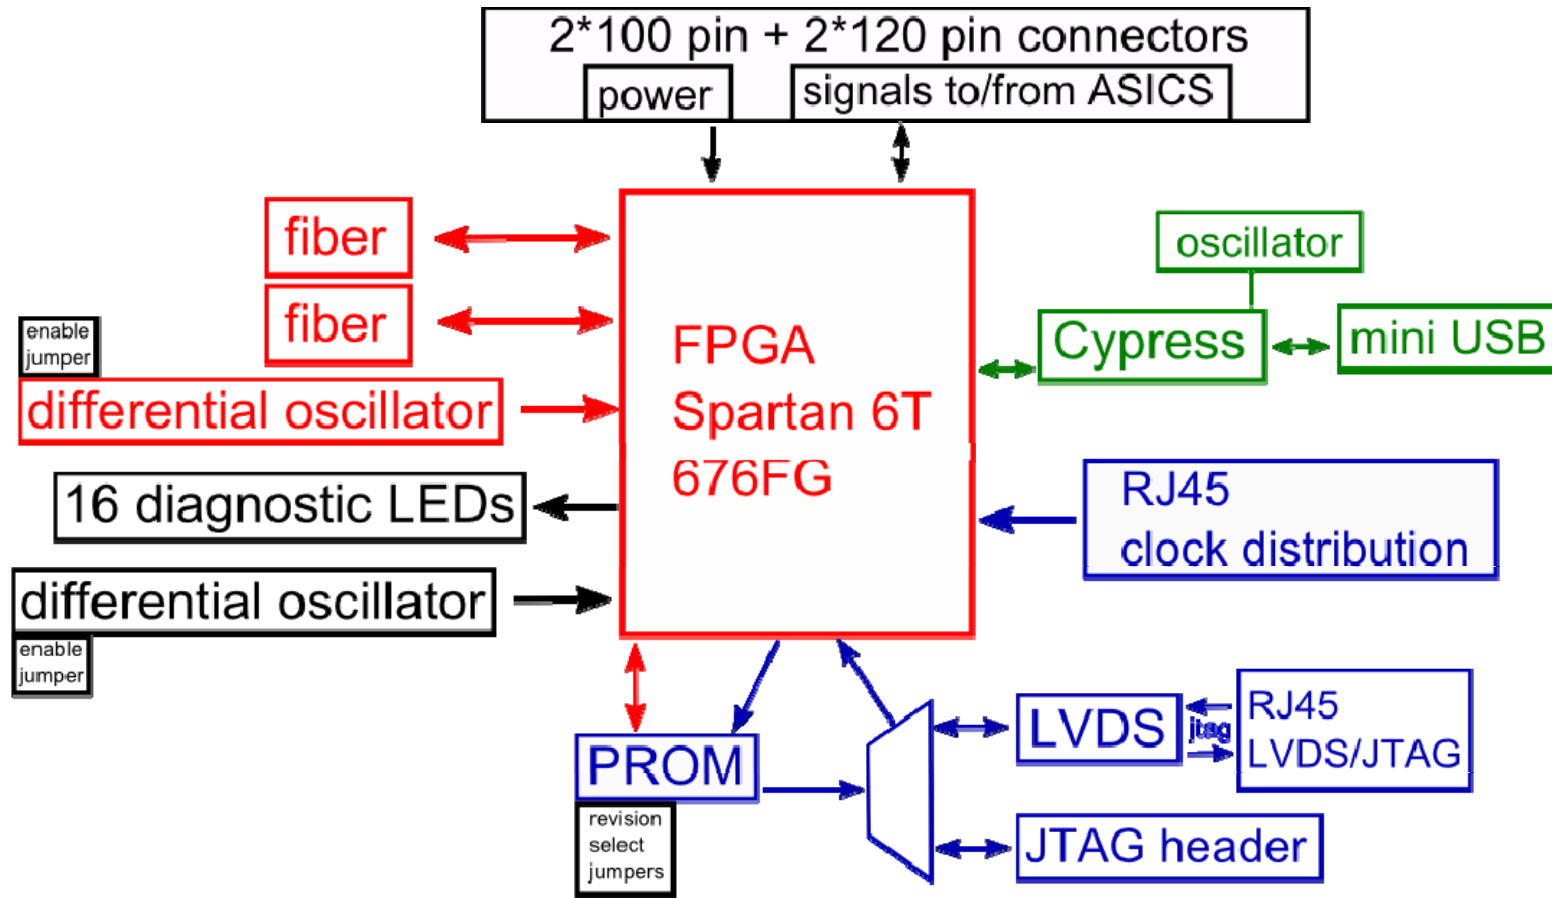 2*100 pin + 2*120 pin connectors
power
signals to/from ASICS
fiber
fiber
enable
jumper
differential oscillator
16 diagnostic LEDs
differential oscillator
enable
jumper
FPGA
Spartan 6T
676FG
oscillator
Cypress
mini USB
RJ45
clock distribution
PROM
revision
select
jumpers
LVDS
jtag
RJ45
LVDS/JTAG
JTAG header